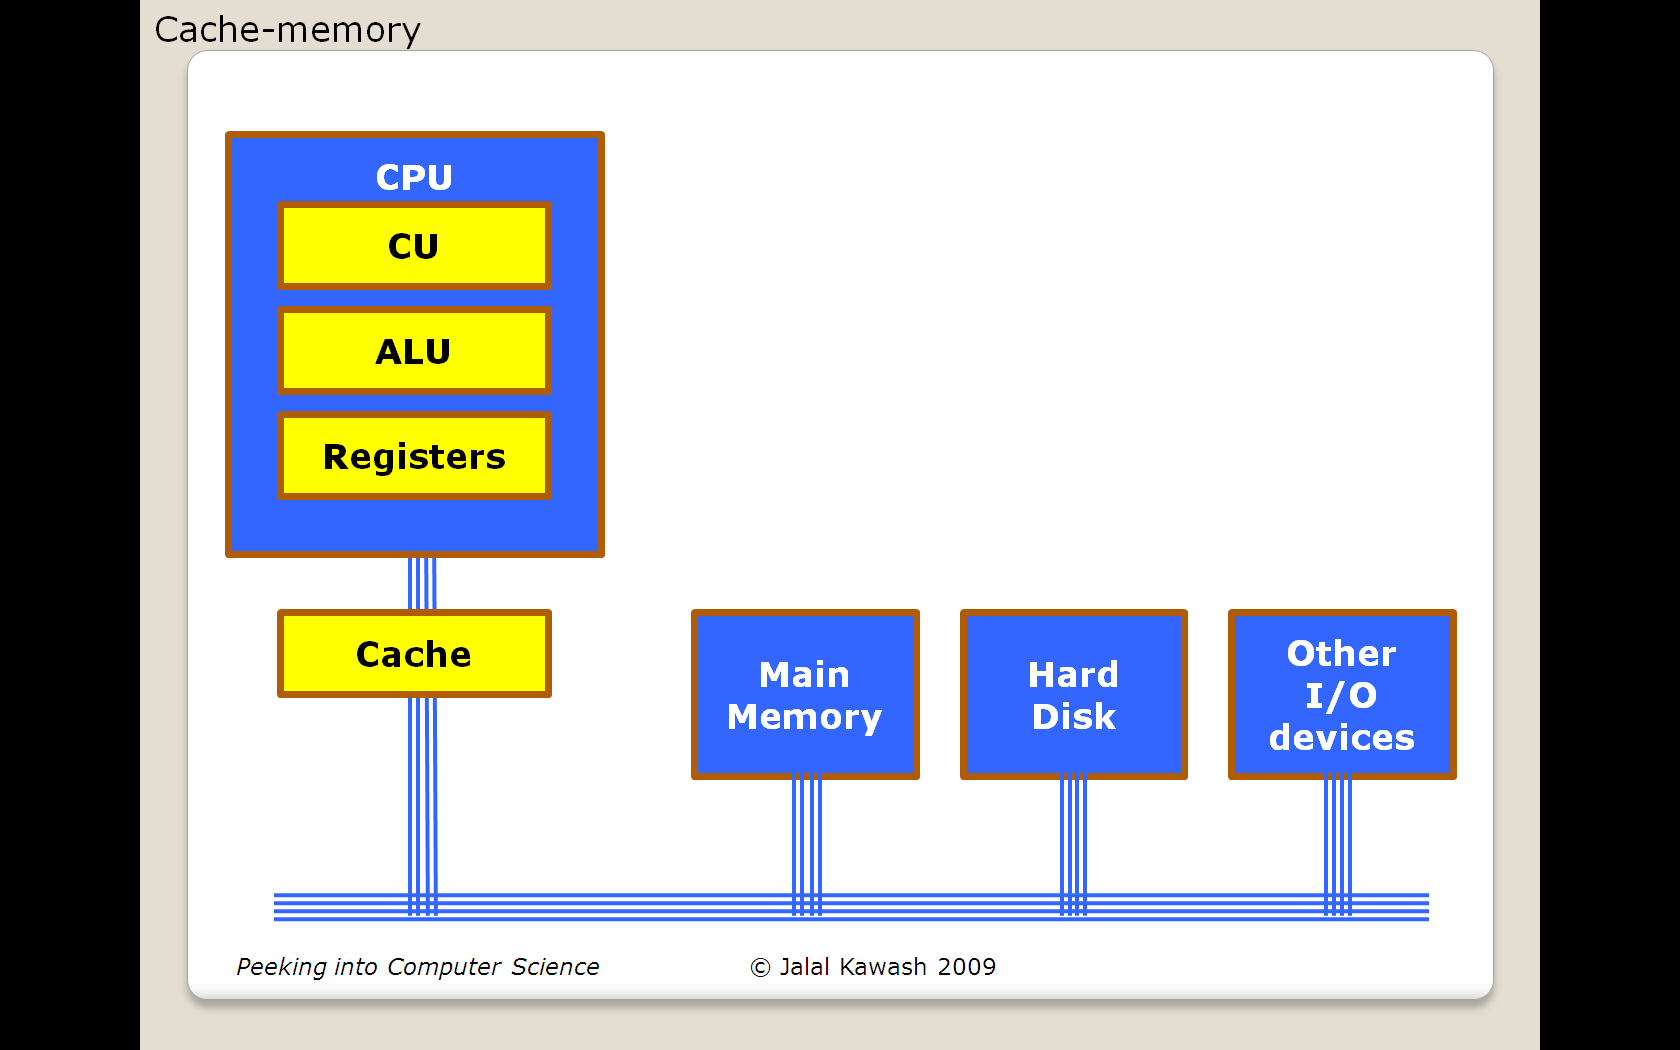 Cache-memory
CPU
CU
ALU
Registers
Cache
Main
Memory
Hard
Disk
Other
I/O
devices
Peeking into Computer Science
© Jalal Kawash 2009